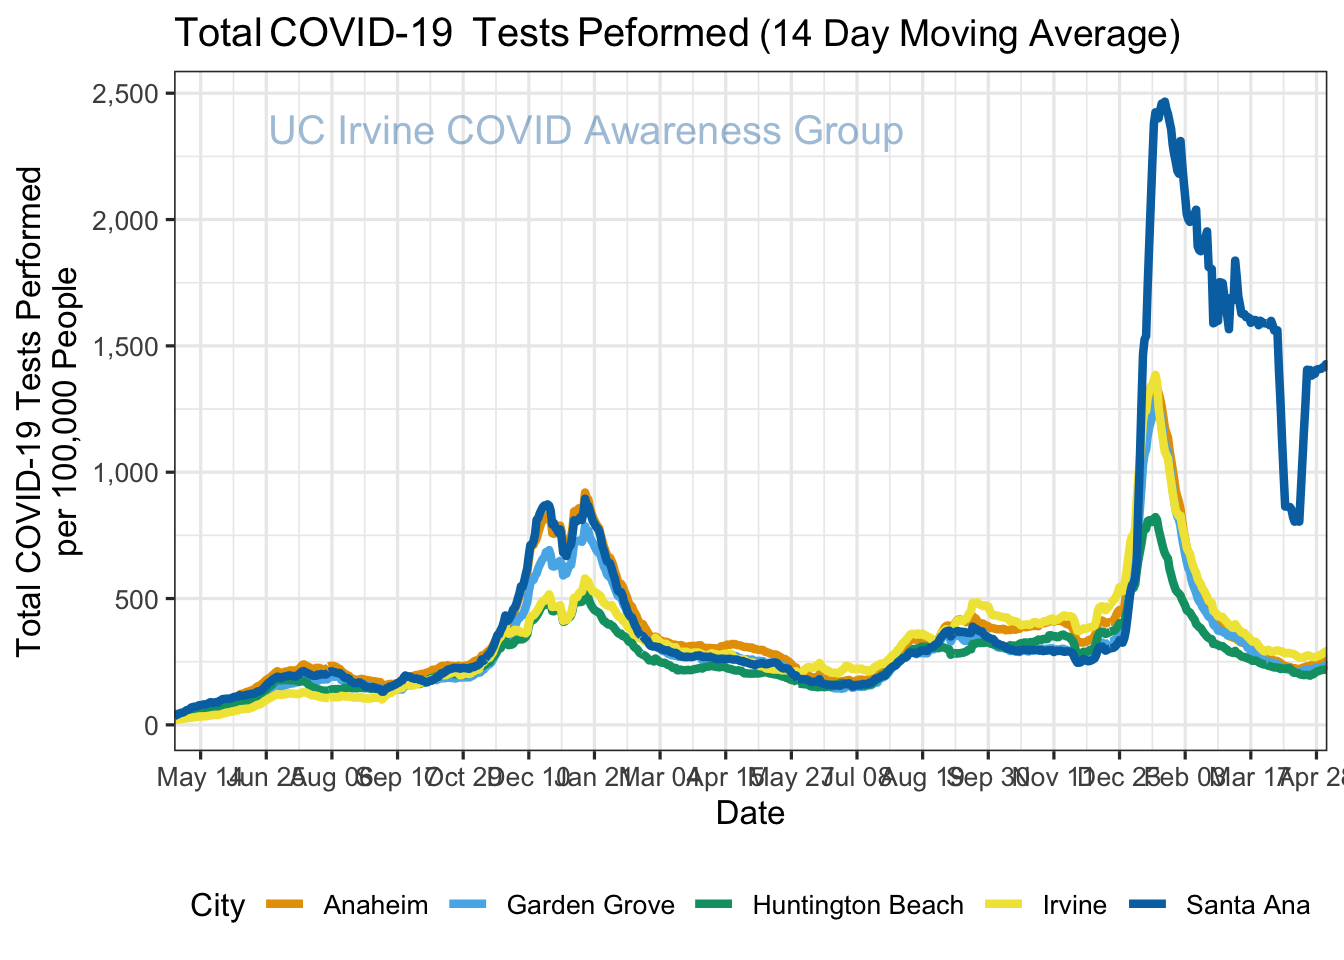 Total COVID-19 Tests Peformed (14 Day Moving Average)
UC Irvine COVID Awareness Group
Total COVID-19 Tests Performed
per 100,000 People
2,500
2,000
1,500
1,000
500
0
May 14 Jun 25 Aug 06 Sep 17 Oct 29 Dec 10 Jan 21 Mar 04 Apr 15 May 27 Jul 08 Aug 19 Sep 30 Nov 11 Dec 23 Feb 03 Mar 17 Apr 28
Date
City Anaheim Garden Grove Huntington Beach Irvine Santa Ana